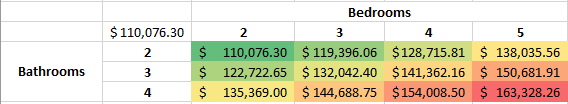 Bedrooms
$ 110,076.30 2 3 4 5
2 $ 110,076.30 $ 119,396.06 $ 128,715.81 $ 138,035.56
Bathrooms 3 $ 122,722.65 $ 132,042.40 $ 141,362.16 $ 150,681.91
4 $ 135,369.00 $ 144,688.75 $ 154,008.50 $ 163,328.26